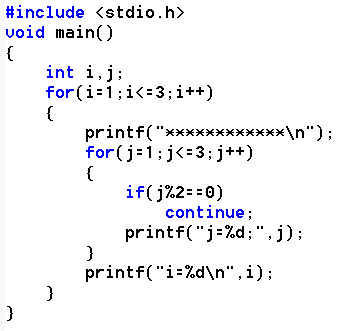 #include <stdio.h>
void main()
{
    int i,j;
    for(i=1;i<=3;i++)
    {
        printf("************\n");
        for(j=1;j<=3;j++)
        {
            if(j%2==0)
                continue;
            printf("j=%d;",j);
        }
        printf("i=%d\n",i);
    }
}